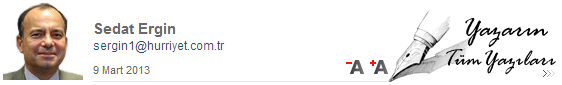 Sedat Ergin
sergin1@hurriyet.com.tr
9 Mart 2013
-A +A
Yazarın
Tüm Yazıları